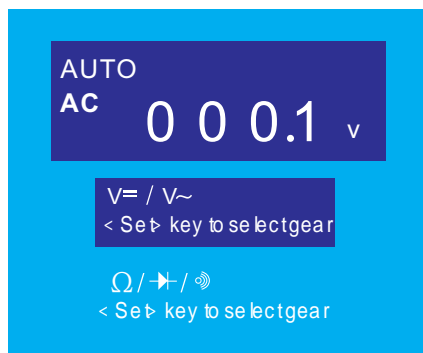 AUTO
AC
0 0 0.1 v
V= / V~
< Set> key to select gear
Ω / /
< Set> key to select gear